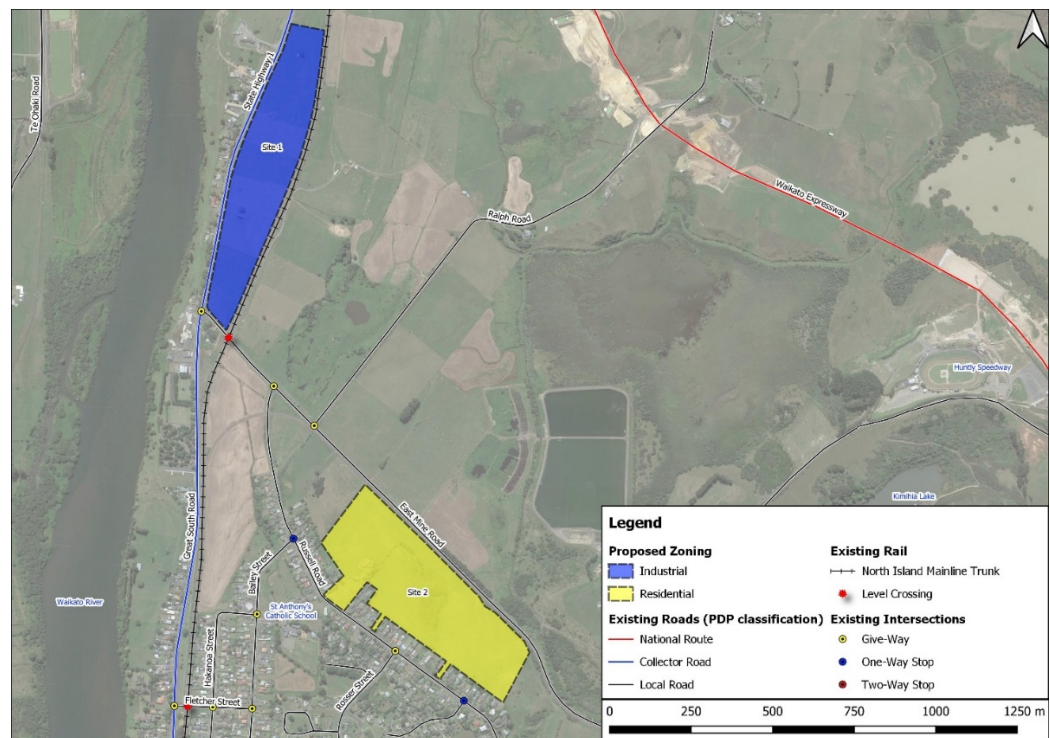 Te Ohaki Road
State Highway 1
Site 1
Ralph Road
Waikato Expressway
Huntly Speedway
Kimihia Lake
East Mine Road
Great South Road
Russell Road
Bailey Street
Site 2
St Anthony's
Catholic School
Waikato River
Hakanoa Street
Rosser Street
Fletcher Street
Legend
Proposed Zoning
Industrial
Residential
Existing Roads (PDP classification)
National Route
Collector Road
Local Road
Existing Rail
North Island Mainline Trunk
Level Crossing
Existing Intersections
Give-Way
One-Way Stop
Two-Way Stop
0 250 500 750 1000 1250 m